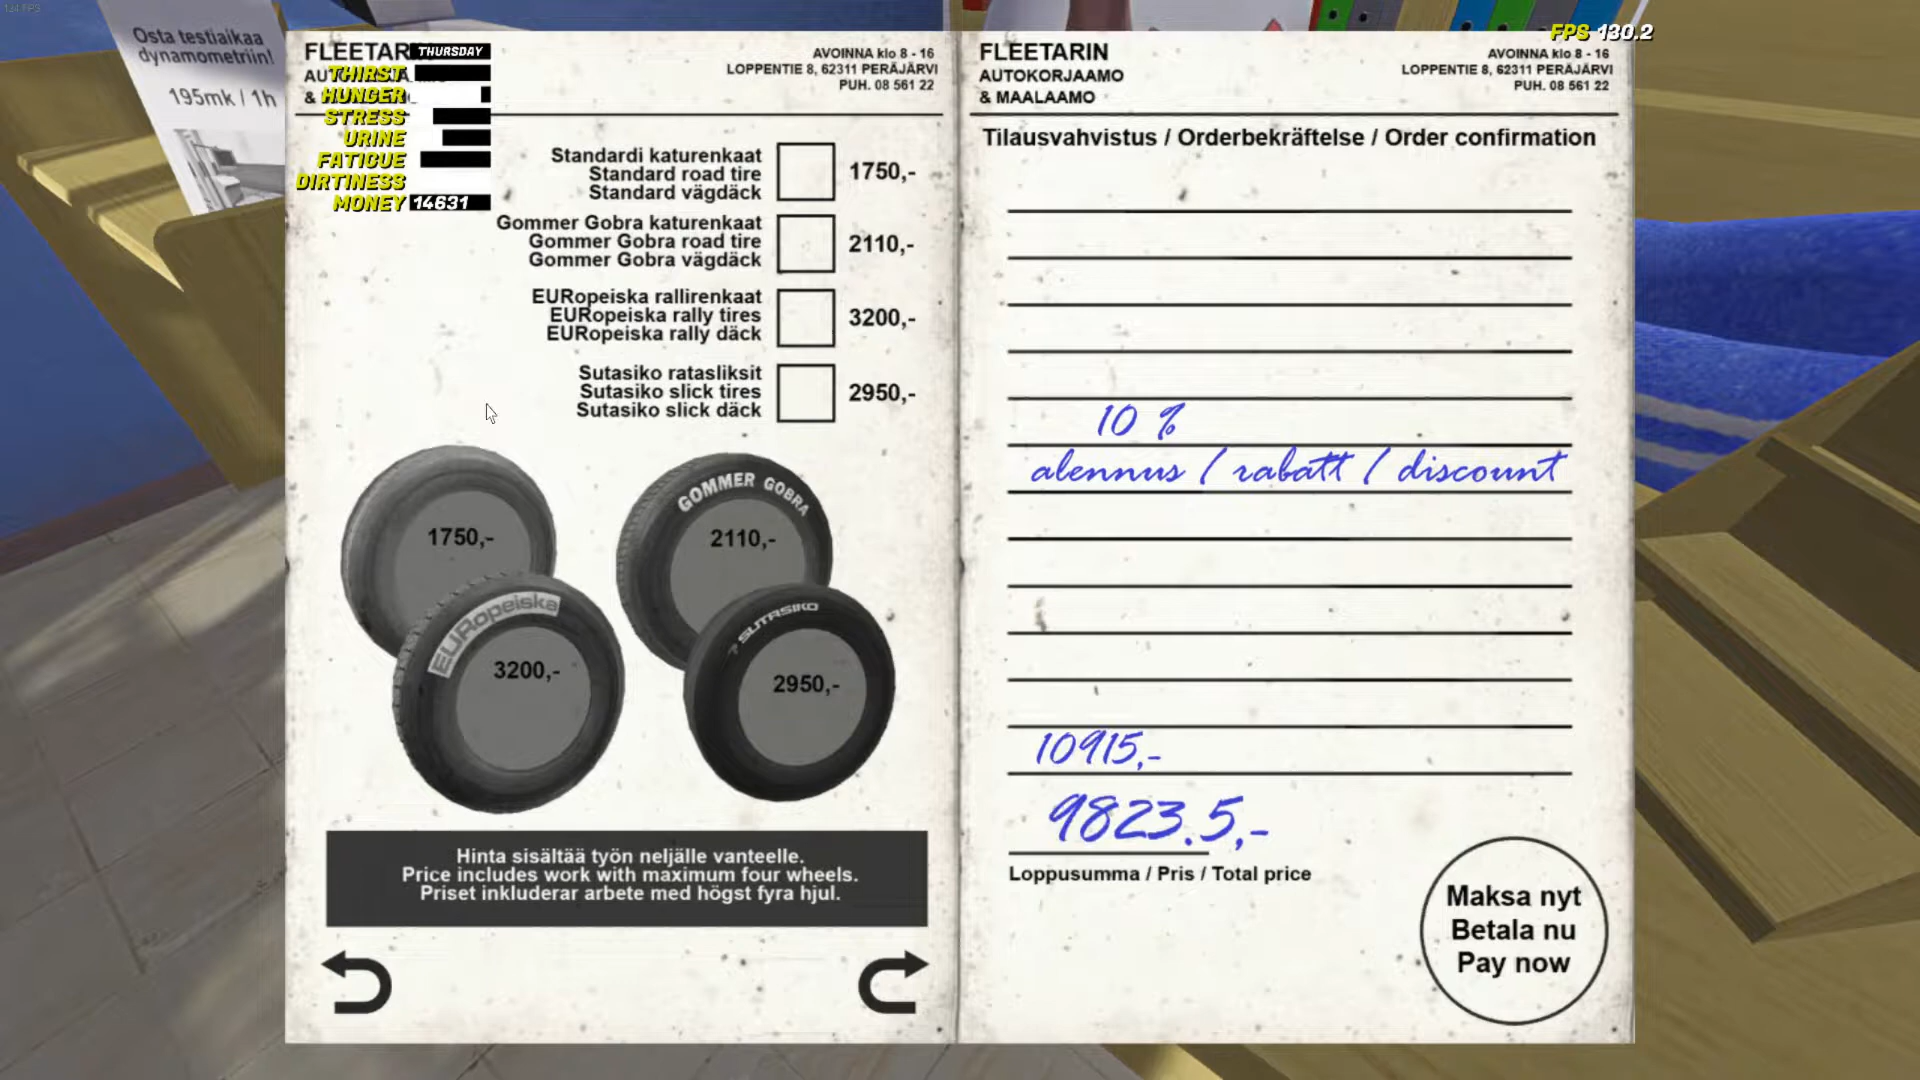 124 FPS
FPS 130.2
Osta testiaikaa
dynamometriin!
195mk / 1h
THURSDAY
THIRST
HUNGER
STRESS
URINE
FATIGUE
DIRTINESS
MONEY 14631
FLEETAR
&
AVOINNA klo 8 - 16
LOPPENTIE 8, 62311 PERÄJÄRVI
PUH. 08 561 22
Standardi katurenkaat
Standard road tire
Standard vägdäck
1750,-
Gommer Gobra katurenkaat
Gommer Gobra road tire
Gommer Gobra vägdäck
2110,-
EURopeiska rallirenkaat
EURopeiska rally tires
EURopeiska rally däck
3200,-
Sutasiko ratasliksit
Sutasiko slick tires
Sutasiko slick däck
2950,-
1750,-
GOMMER GOBRA
2110,-
EURopeiska
3200,-
SUTASIKO
2950,-
Hinta sisältää työn neljälle vanteelle.
Price includes work with maximum four wheels.
Priset inkluderar arbete med högst fyra hjul.
FLEETARIN
AUTOKORJAAMO
& MAALAAMO
AVOINNA klo 8 - 16
LOPPENTIE 8, 62311 PERÄJÄRVI
PUH. 08 561 22
Tilausvahvistus / Orderbekräftelse / Order confirmation
10 %
alennus / rabatt / discount
10915,-
9823.5,-
Loppusumma / Pris / Total price
Maksa nyt
Betala nu
Pay now